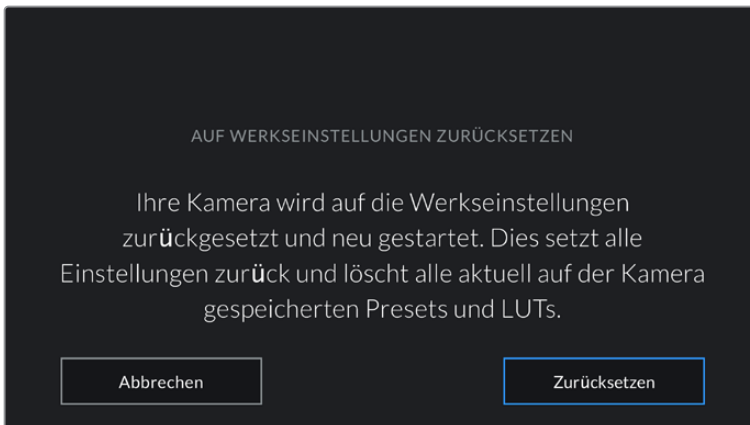 AUF WERKSEINSTELLUNGEN ZURÜCKSETZEN
Ihre Kamera wird auf die Werkseinstellungen
zurückgesetzt und neu gestartet. Dies setzt alle
Einstellungen zurück und löscht alle aktuell auf der Kamera
gespeicherten Presets und LUTs.
Abbrechen
Zurücksetzen